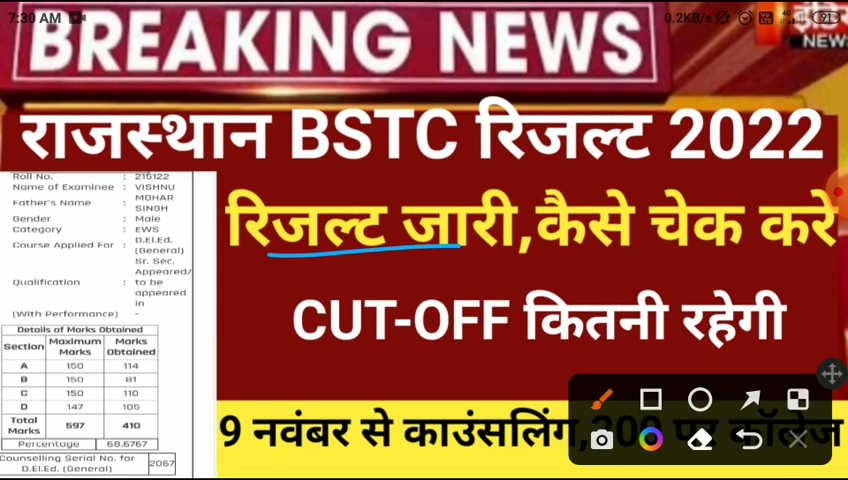 7:30 AM
0.2KB/s
91
BREAKING NEWS
NEWS
राजस्थान BSTC रिजल्ट 2022
रिजल्ट जारी,कैसे चेक करे
CUT-OFF कितनी रहेगी
9 नवंबर से काउंसलिंग,300 पर कॉलेज
Roll No. : 215122
Name of Examinee : VISHNU
Father's Name : MOHAR SINGH
Gender : Male
Category : EWS
Course Applied For : D.El.Ed. (General)
Qualification : Sr. Sec. Appeared/ to be appeared in
(With Performance) -
Details of Marks Obtained
Section Maximum Marks Marks Obtained
A 150 114
B 150 81
C 150 110
D 147 105
Total Marks 597 410
Percentage 68.6767
Counselling Serial No. for D.El.Ed. (General) 2067